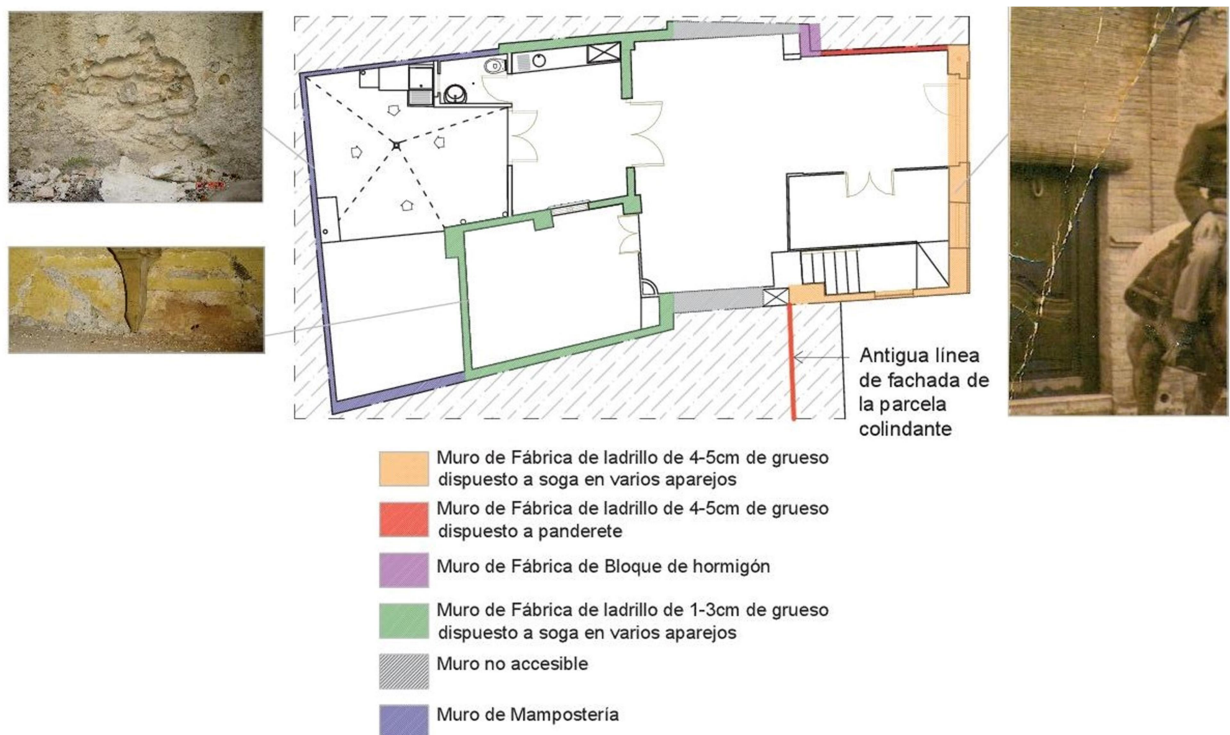 Antigua línea
de fachada de
la parcela
colindante
Muro de Fábrica de ladrillo de 4-5cm de grueso
dispuesto a soga en varios aparejos
Muro de Fábrica de ladrillo de 4-5cm de grueso
dispuesto a panderete
Muro de Fábrica de Bloque de hormigón
Muro de Fábrica de ladrillo de 1-3cm de grueso
dispuesto a soga en varios aparejos
Muro no accesible
Muro de Mampostería